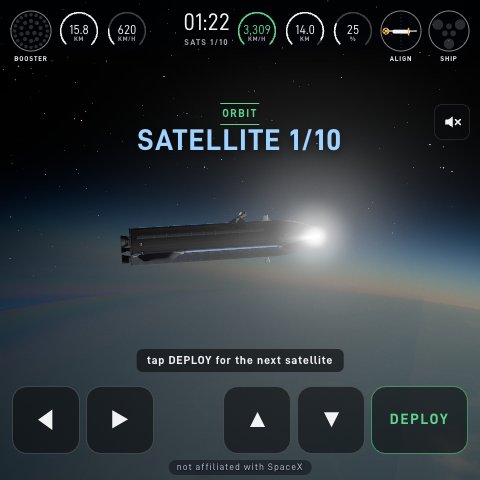 15.8
KM
620
KM/H
BOOSTER
01:22
SATS 1/10
3,309
KM/H
14.0
KM
25
%
ALIGN
SHIP
ORBIT
SATELLITE 1/10
tap DEPLOY for the next satellite
DEPLOY
not affiliated with SpaceX